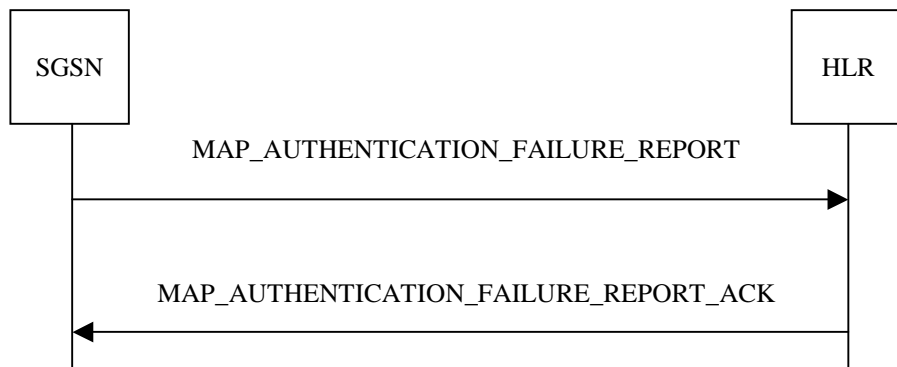 SGSN
HLR
MAP_AUTHENTICATION_FAILURE_REPORT
MAP_AUTHENTICATION_FAILURE_REPORT_ACK